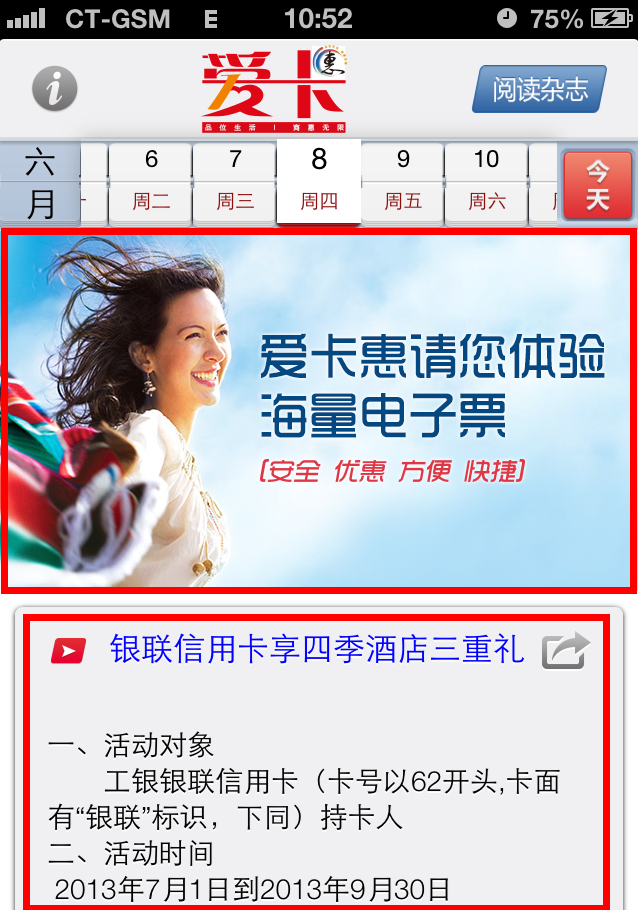 CT-GSM E 10:52 75%
爱卡 惠
品位生活 | 商惠无限
阅读杂志
六月
6 7 8 9 10
周二 周三 周四 周五 周六
今天
爱卡惠请您体验
海量电子票
(安全 优惠 方便 快捷)
银联信用卡享四季酒店三重礼
一、活动对象
工银银联信用卡（卡号以62开头,卡面
有“银联”标识，下同）持卡人
二、活动时间
2013年7月1日到2013年9月30日